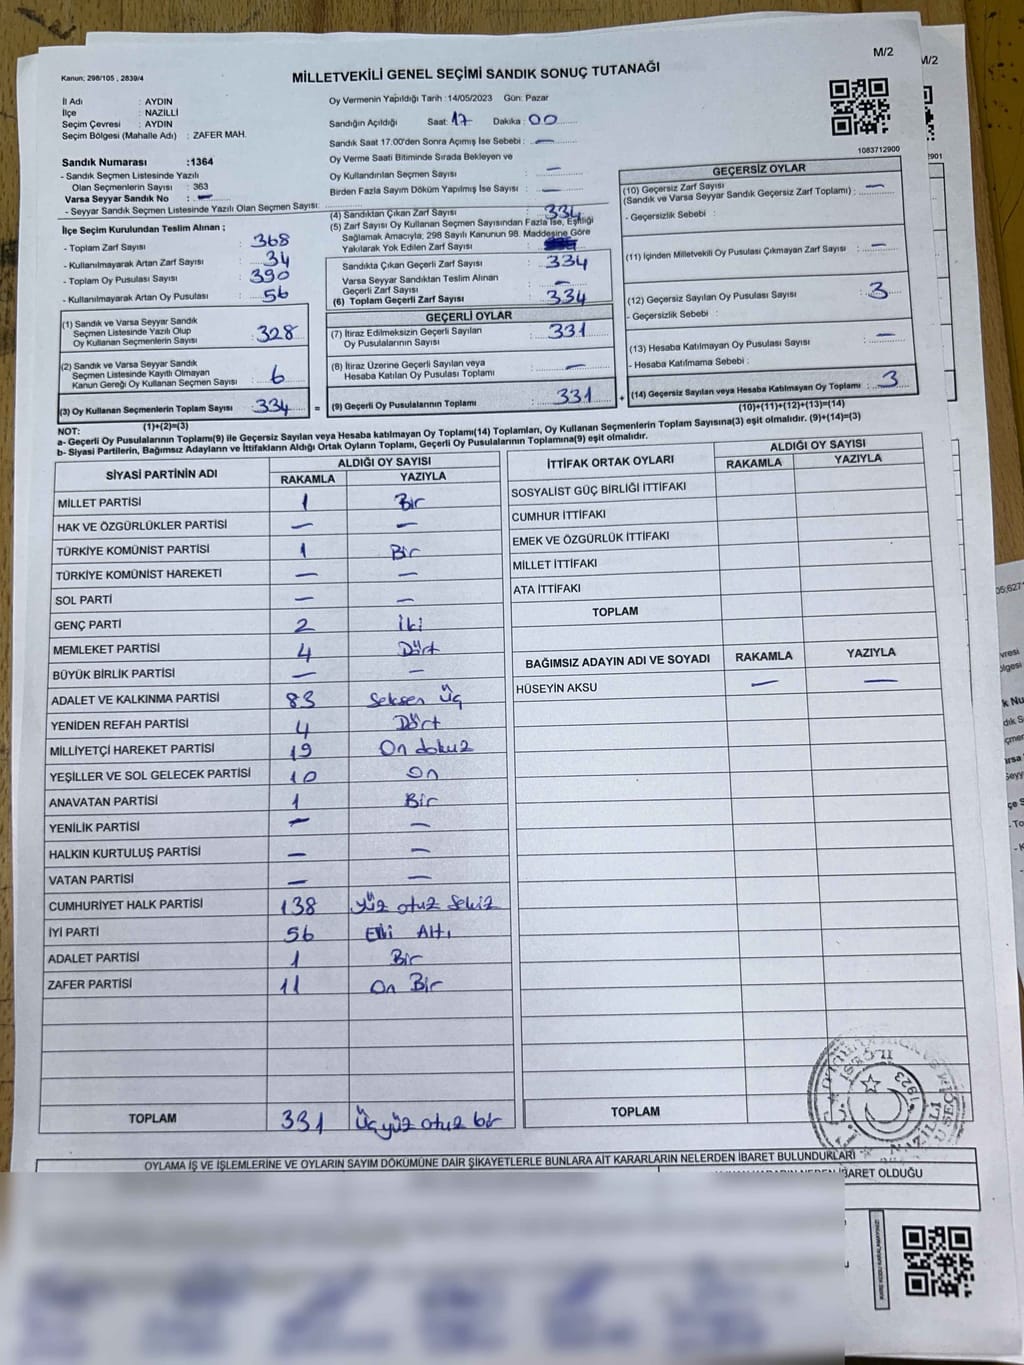 M/2
Kanun: 298/105 , 2839/4
MİLLETVEKİLİ GENEL SEÇİMİ SANDIK SONUÇ TUTANAĞI
İl Adı : AYDIN
İlçe : NAZİLLİ
Seçim Çevresi : AYDIN
Seçim Bölgesi (Mahalle Adı) : ZAFER MAH.
Sandık Numarası :1364
- Sandık Seçmen Listesinde Yazılı
Olan Seçmenlerin Sayısı : 363
Varsa Seyyar Sandık No : —
- Seyyar Sandık Seçmen Listesinde Yazılı Olan Seçmen Sayısı:
İlçe Seçim Kurulundan Teslim Alınan ;
- Toplam Zarf Sayısı : 368
- Kullanılmayarak Artan Zarf Sayısı : 34
- Toplam Oy Pusulası Sayısı : 390
- Kullanılmayarak Artan Oy Pusulası : 56
(1) Sandık ve Varsa Seyyar Sandık
Seçmen Listesinde Yazılı Olup
Oy Kullanan Seçmenlerin Sayısı : 328
(2) Sandık ve Varsa Seyyar Sandık
Seçmen Listesinde Kayıtlı Olmayan
Kanun Gereği Oy Kullanan Seçmen Sayısı : 6
(3) Oy Kullanan Seçmenlerin Toplam Sayısı : 334 =
(1)+(2)=(3)
Oy Vermenin Yapıldığı Tarih :14/05/2023 Gün: Pazar
Sandığın Açıldığı Saat: 17 Dakika: 00
Sandık Saat 17.00'den Sonra Açımış İse Sebebi : —
Oy Verme Saati Bitiminde Sırada Bekleyen ve
Oy Kullandırılan Seçmen Sayısı : —
Birden Fazla Sayım Döküm Yapılmış İse Sayısı : —
(4) Sandıktan Çıkan Zarf Sayısı : 334
(5) Zarf Sayısı Oy Kullanan Seçmen Sayısından Fazla İse, Eşitliği
Sağlamak Amacıyla, 298 Sayılı Kanunun 98. Maddesine Göre
Yakılarak Yok Edilen Zarf Sayısı :
Sandıkta Çıkan Geçerli Zarf Sayısı : 334
Varsa Seyyar Sandıktan Teslim Alınan
Geçerli Zarf Sayısı : —
(6) Toplam Geçerli Zarf Sayısı : 334
GEÇERLİ OYLAR
(7) İtiraz Edilmeksizin Geçerli Sayılan
Oy Pusulalarının Sayısı : 331
(8) İtiraz Üzerine Geçerli Sayılan veya
Hesaba Katılan Oy Pusulası Toplamı : —
(9) Geçerli Oy Pusulalarının Toplamı : 331 +
1083712900
GEÇERSİZ OYLAR
(10) Geçersiz Zarf Sayısı
(Sandık ve Varsa Seyyar Sandık Geçersiz Zarf Toplamı) : —
- Geçersizlik Sebebi :
(11) İçinden Milletvekili Oy Pusulası Çıkmayan Zarf Sayısı : —
(12) Geçersiz Sayılan Oy Pusulası Sayısı : 3
- Geçersizlik Sebebi :
(13) Hesaba Katılmayan Oy Pusulası Sayısı : —
- Hesaba Katılmama Sebebi :
(14) Geçersiz Sayılan veya Hesaba Katılmayan Oy Toplamı : 3
(10)+(11)+(12)+(13)=(14)
NOT:
a- Geçerli Oy Pusulalarının Toplamı(9) ile Geçersiz Sayılan veya Hesaba katılmayan Oy Toplamı(14) Toplamları, Oy Kullanan Seçmenlerin Toplam Sayısına(3) eşit olmalıdır. (9)+(14)=(3)
b- Siyasi Partilerin, Bağımsız Adayların ve İttifakların Aldığı Ortak Oyların Toplamı, Geçerli Oy Pusulalarının Toplamına(9) eşit olmalıdır.
SİYASİ PARTİNİN ADI ALDIĞI OY SAYISI
RAKAMLA YAZIYLA
MİLLET PARTİSİ 1 Bir
HAK VE ÖZGÜRLÜKLER PARTİSİ — —
TÜRKİYE KOMÜNİST PARTİSİ 1 Bir
TÜRKİYE KOMÜNİST HAREKETİ — —
SOL PARTİ — —
GENÇ PARTİ 2 İki
MEMLEKET PARTİSİ 4 Dört
BÜYÜK BİRLİK PARTİSİ — —
ADALET VE KALKINMA PARTİSİ 83 Seksen Üç
YENİDEN REFAH PARTİSİ 4 Dört
MİLLİYETÇİ HAREKET PARTİSİ 19 On dokuz
YEŞİLLER VE SOL GELECEK PARTİSİ 10 On
ANAVATAN PARTİSİ 1 Bir
YENİLİK PARTİSİ — —
HALKIN KURTULUŞ PARTİSİ — —
VATAN PARTİSİ — —
CUMHURİYET HALK PARTİSİ 138 Yüz otuz Sekiz
İYİ PARTİ 56 Elli Altı
ADALET PARTİSİ 1 Bir
ZAFER PARTİSİ 11 On Bir
TOPLAM 331 Üçyüz otuz bir
İTTİFAK ORTAK OYLARI ALDIĞI OY SAYISI
RAKAMLA YAZIYLA
SOSYALİST GÜÇ BİRLİĞİ İTTİFAKI
CUMHUR İTTİFAKI
EMEK VE ÖZGÜRLÜK İTTİFAKI
MİLLET İTTİFAKI
ATA İTTİFAKI
TOPLAM
BAĞIMSIZ ADAYIN ADI VE SOYADI RAKAMLA YAZIYLA
HÜSEYİN AKSU — —
TOPLAM
1923
NAZİLLİ
OYLAMA İŞ VE İŞLEMLERİNE VE OYLARIN SAYIM DÖKÜMÜNE DAİR ŞİKAYETLERLE BUNLARA AİT KARARLARIN NELERDEN İBARET BULUNDUKLARI
NEDEN İBARET OLDUĞU
M/2